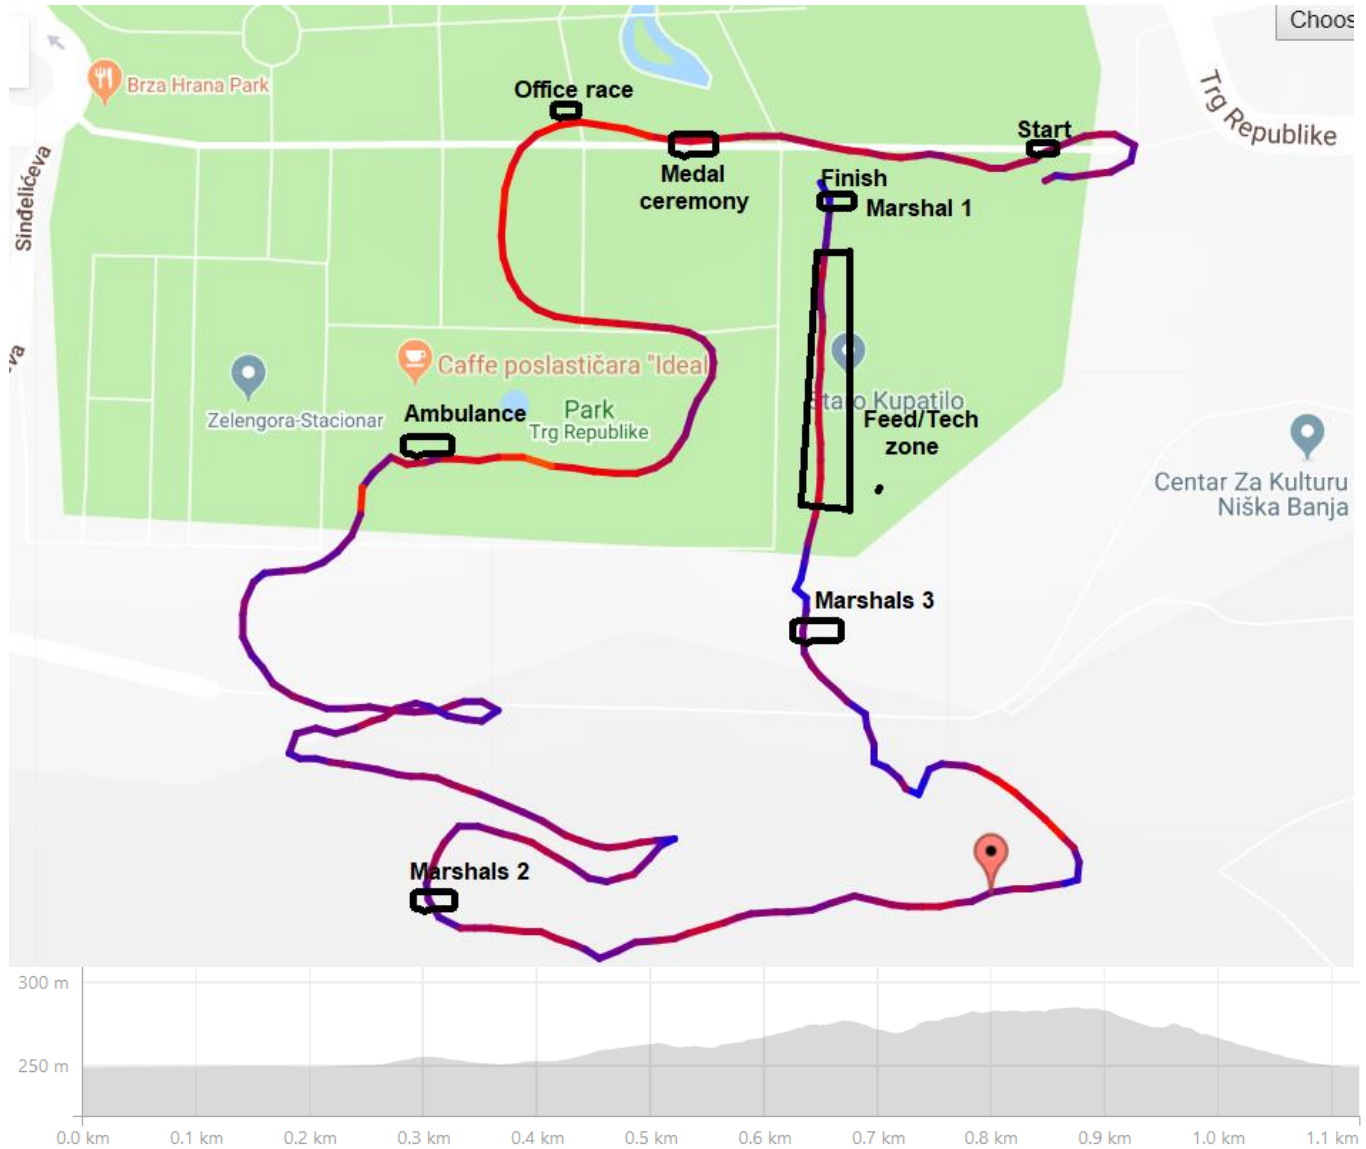 Choos
Brza Hrana Park
Trg Republike
Office race
Start
Sinđelićeva
Medal
ceremony
Finish
Marshal 1
va
Caffe poslastičara "Ideal
Staro Kupatilo
Zelengora-Stacionar
Ambulance
Park
Trg Republike
Feed/Tech
zone
Centar Za Kulturu
Niška Banja
Marshals 3
Marshals 2
300 m
250 m
0.0 km 0.1 km 0.2 km 0.3 km 0.4 km 0.5 km 0.6 km 0.7 km 0.8 km 0.9 km 1.0 km 1.1 km